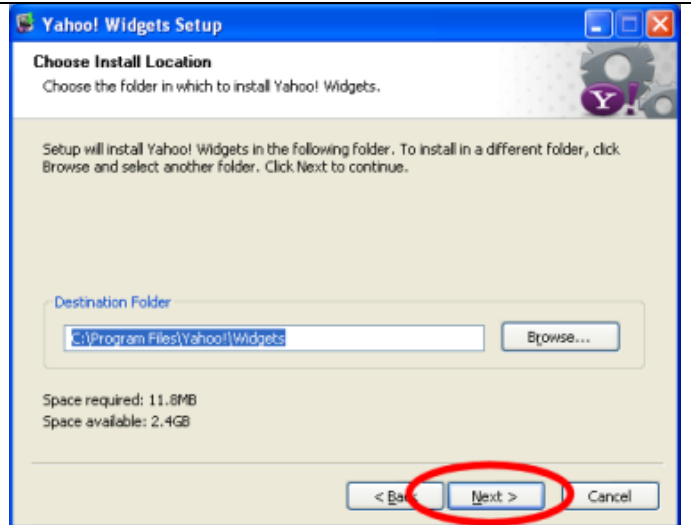 Yahoo! Widgets Setup
Choose Install Location
Choose the folder in which to install Yahoo! Widgets.
Y!
Setup will install Yahoo! Widgets in the following folder. To install in a different folder, click
Browse and select another folder. Click Next to continue.
Destination Folder
C:\Program Files\Yahoo!\Widgets
Browse...
Space required: 11.8MB
Space available: 2.4GB
< Back
Next >
Cancel